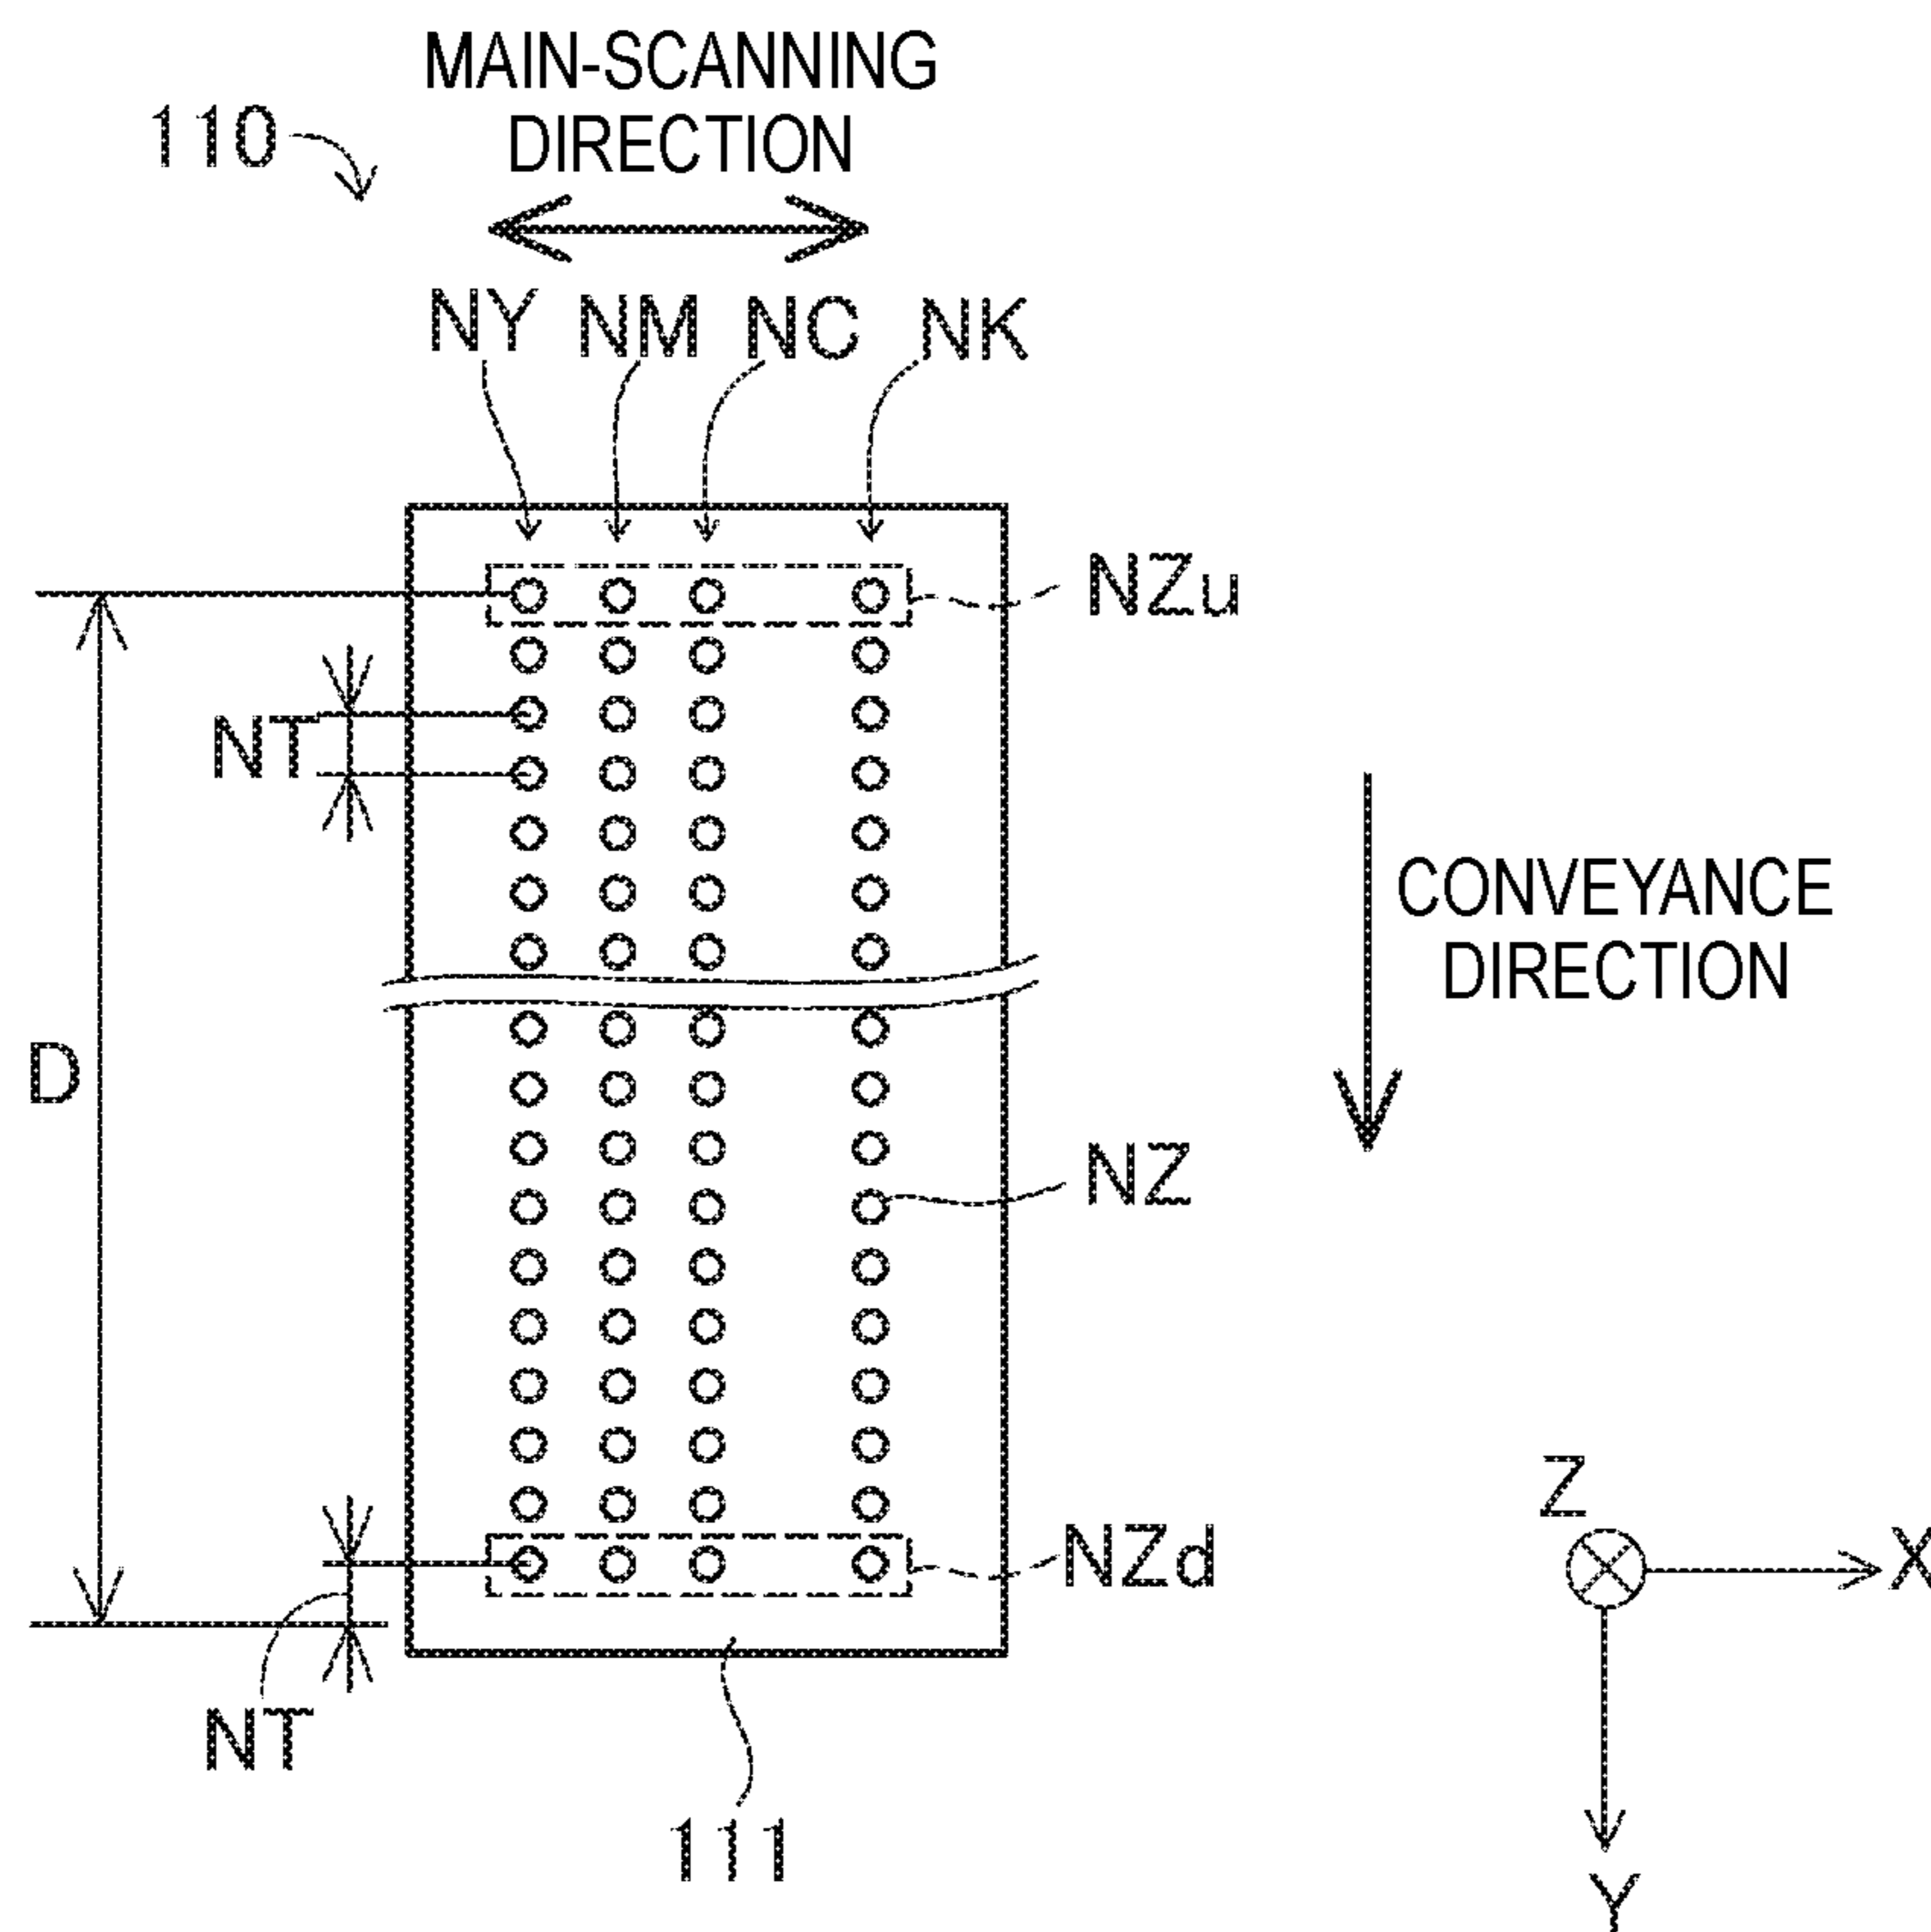 MAIN-SCANNING
DIRECTION
110
NY NM NC NK
NZu
NT
CONVEYANCE
DIRECTION
D
NZ
Z
X
NZd
NT
111
Y